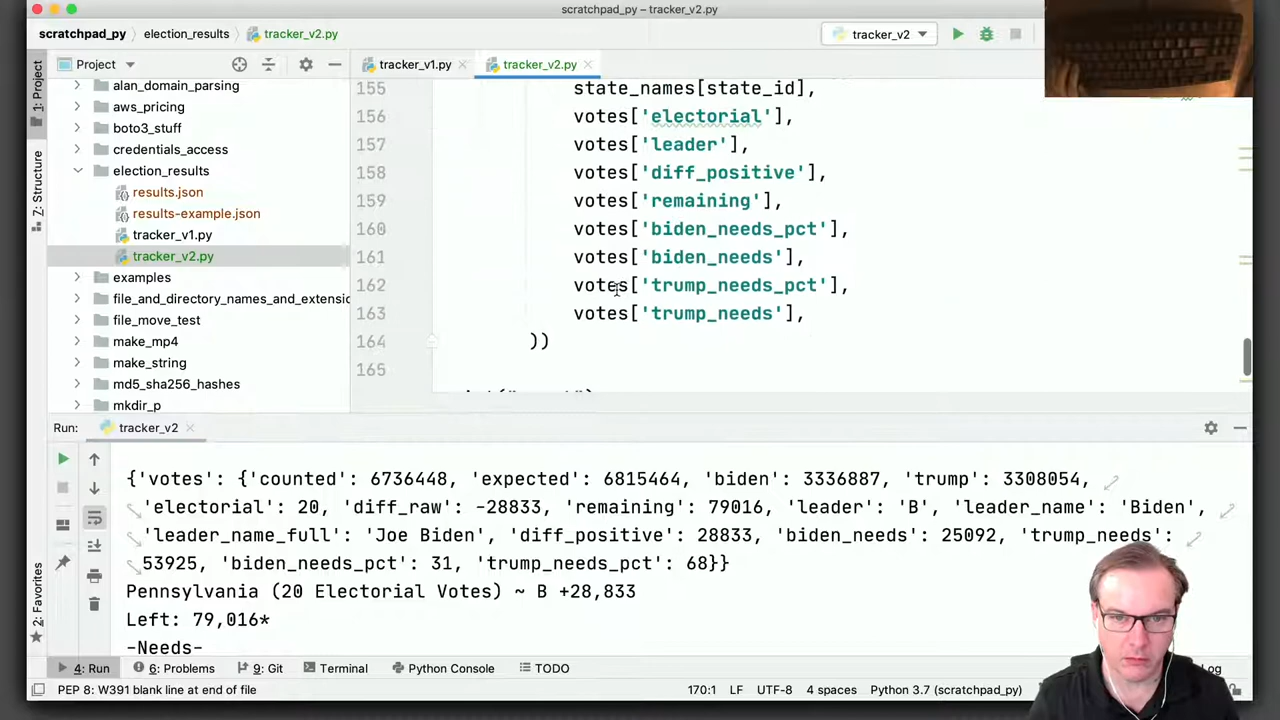 scratchpad_py – tracker_v2.py
scratchpad_py
election_results
tracker_v2.py
tracker_v2
Project
tracker_v1.py
tracker_v2.py
1: Project
Z: Structure
2: Favorites
alan_domain_parsing
aws_pricing
boto3_stuff
credentials_access
election_results
results.json
results-example.json
tracker_v1.py
tracker_v2.py
examples
file_and_directory_names_and_extensio
file_move_test
make_mp4
make_string
md5_sha256_hashes
mkdir_p
155 state_names[state_id],
156 votes['electorial'],
157 votes['leader'],
158 votes['diff_positive'],
159 votes['remaining'],
160 votes['biden_needs_pct'],
161 votes['biden_needs'],
162 votes['trump_needs_pct'],
163 votes['trump_needs'],
164 ))
165
Run: tracker_v2
{'votes': {'counted': 6736448, 'expected': 6815464, 'biden': 3336887, 'trump': 3308054,
'electorial': 20, 'diff_raw': -28833, 'remaining': 79016, 'leader': 'B', 'leader_name': 'Biden',
'leader_name_full': 'Joe Biden', 'diff_positive': 28833, 'biden_needs': 25092, 'trump_needs':
53925, 'biden_needs_pct': 31, 'trump_needs_pct': 68}}
Pennsylvania (20 Electorial Votes) ~ B +28,833
Left: 79,016*
-Needs-
4: Run
6: Problems
9: Git
Terminal
Python Console
TODO
PEP 8: W391 blank line at end of file
170:1
LF
UTF-8
4 spaces
Python 3.7 (scratchpad_py)